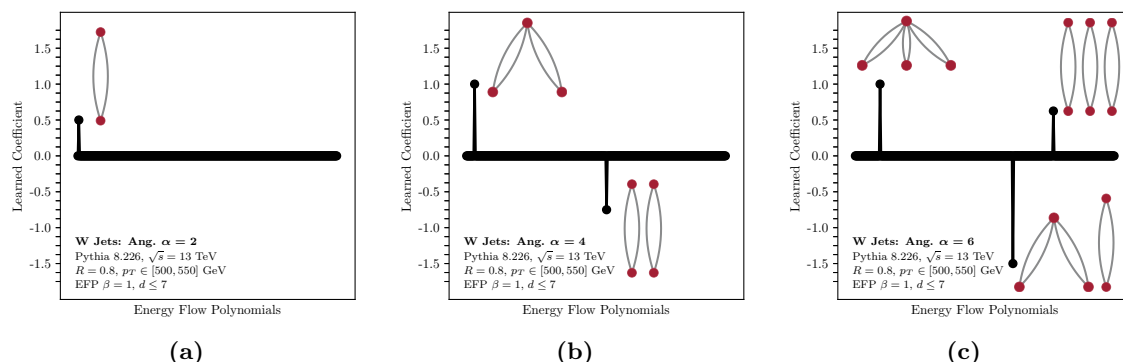 Learned Coefficient
1.5
1.0
0.5
0.0
-0.5
-1.0
-1.5
W Jets: Ang. α = 2
Pythia 8.226, √s = 13 TeV
R = 0.8, p_T ∈ [500, 550] GeV
EFP β = 1, d ≤ 7
Energy Flow Polynomials
(a)
Learned Coefficient
1.5
1.0
0.5
0.0
-0.5
-1.0
-1.5
W Jets: Ang. α = 4
Pythia 8.226, √s = 13 TeV
R = 0.8, p_T ∈ [500, 550] GeV
EFP β = 1, d ≤ 7
Energy Flow Polynomials
(b)
Learned Coefficient
1.5
1.0
0.5
0.0
-0.5
-1.0
-1.5
W Jets: Ang. α = 6
Pythia 8.226, √s = 13 TeV
R = 0.8, p_T ∈ [500, 550] GeV
EFP β = 1, d ≤ 7
Energy Flow Polynomials
(c)